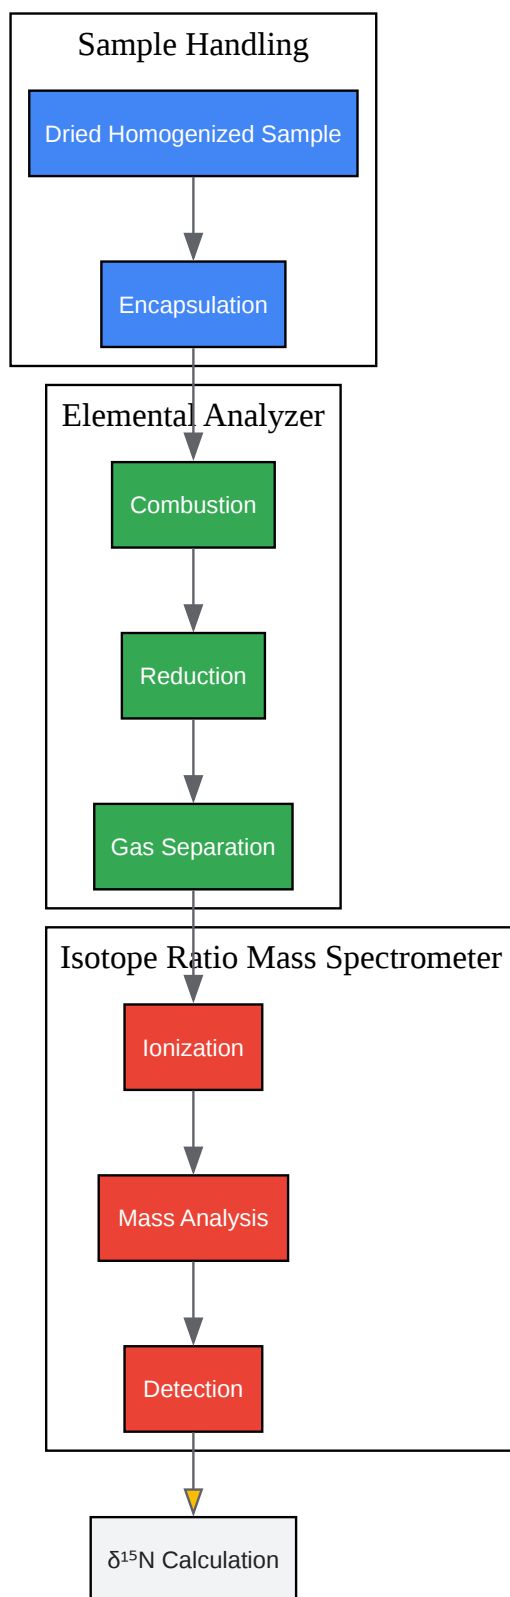 Sample Handling
Dried Homogenized Sample
Encapsulation
Elemental Analyzer
Combustion
Reduction
Gas Separation
Isotope Ratio Mass Spectrometer
Ionization
Mass Analysis
Detection
δ¹⁵N Calculation